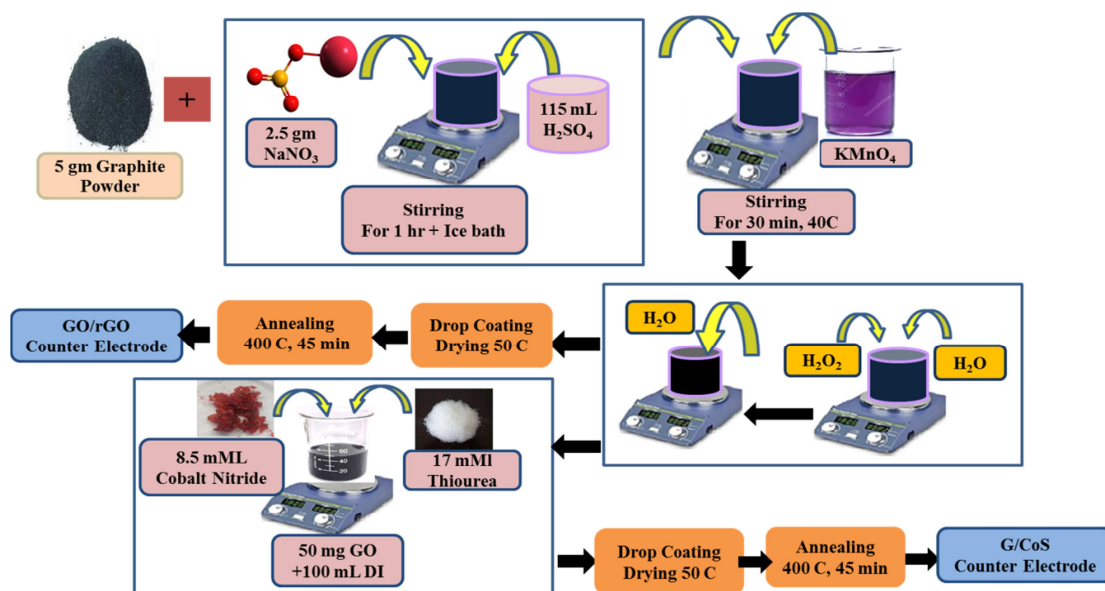 +
5 gm Graphite
Powder
2.5 gm
NaNO₃
115 mL
H₂SO₄
Stirring
For 1 hr + Ice bath
KMnO₄
Stirring
For 30 min, 40C
H₂O
H₂O₂
H₂O
Drop Coating
Drying 50 C
Annealing
400 C, 45 min
GO/rGO
Counter Electrode
8.5 mML
Cobalt Nitride
60
40
20
17 mMl
Thiourea
50 mg GO
+100 mL DI
Drop Coating
Drying 50 C
Annealing
400 C, 45 min
G/CoS
Counter Electrode